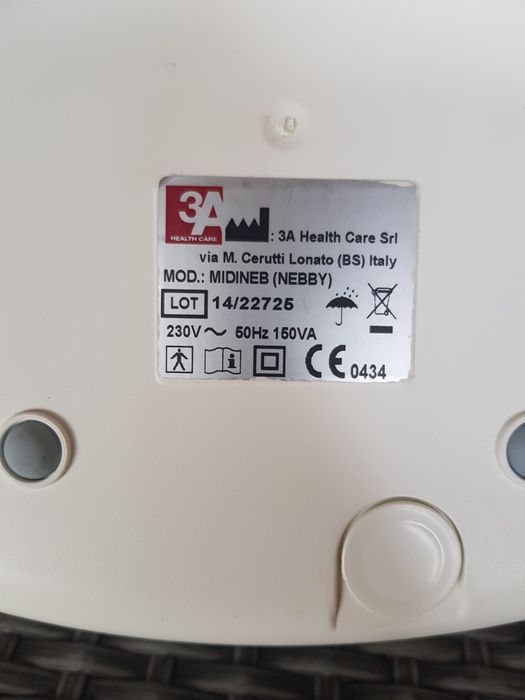 3A
HEALTH CARE
: 3A Health Care Srl
via M. Cerutti Lonato (BS) Italy
MOD.: MIDINEB (NEBBY)
LOT 14/22725
230V ~ 50Hz 150VA
i CE 0434